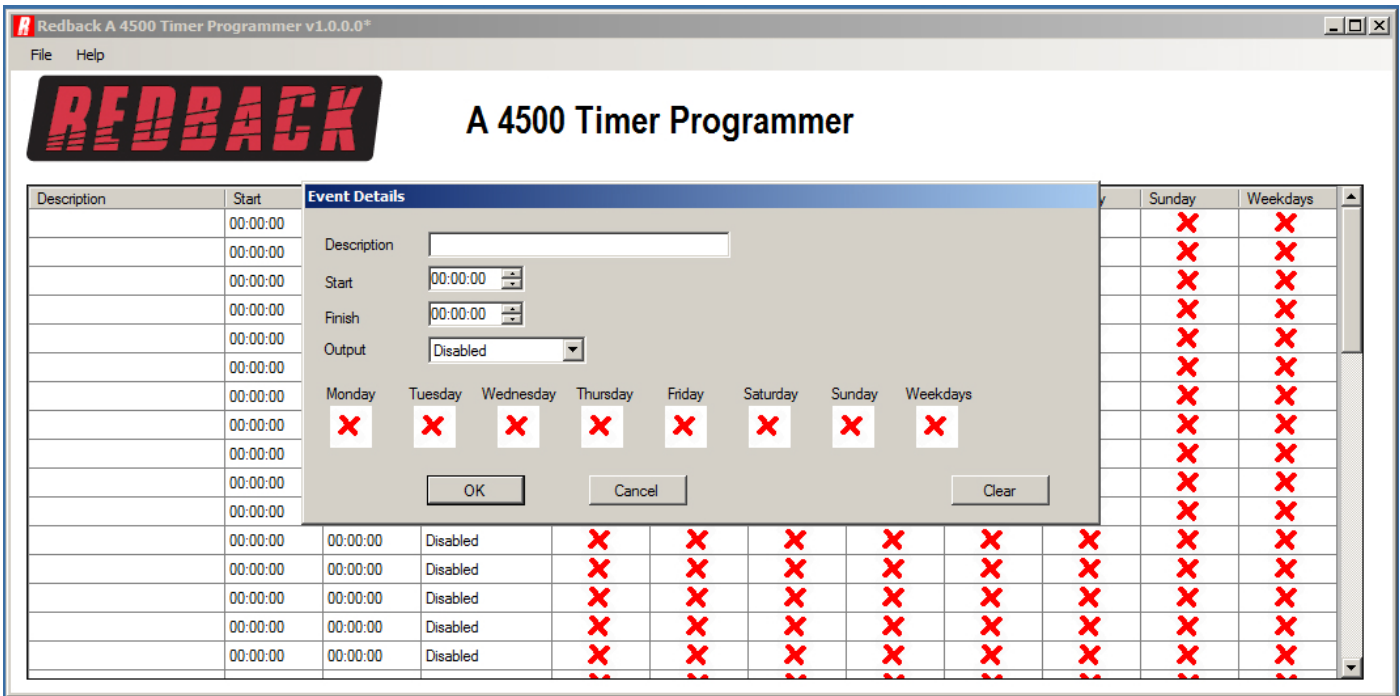 Redback A 4500 Timer Programmer v1.0.0.0*
File Help
REDBACK
A 4500 Timer Programmer
Description Start Event Details y Sunday Weekdays
00:00:00
Description
00:00:00
00:00:00
Start 00:00:00
00:00:00
Finish 00:00:00
00:00:00
Output Disabled
00:00:00
00:00:00
Monday Tuesday Wednesday Thursday Friday Saturday Sunday Weekdays
00:00:00
00:00:00
00:00:00
OK Cancel Clear
00:00:00
00:00:00 00:00:00 Disabled
00:00:00 00:00:00 Disabled
00:00:00 00:00:00 Disabled
00:00:00 00:00:00 Disabled
00:00:00 00:00:00 Disabled